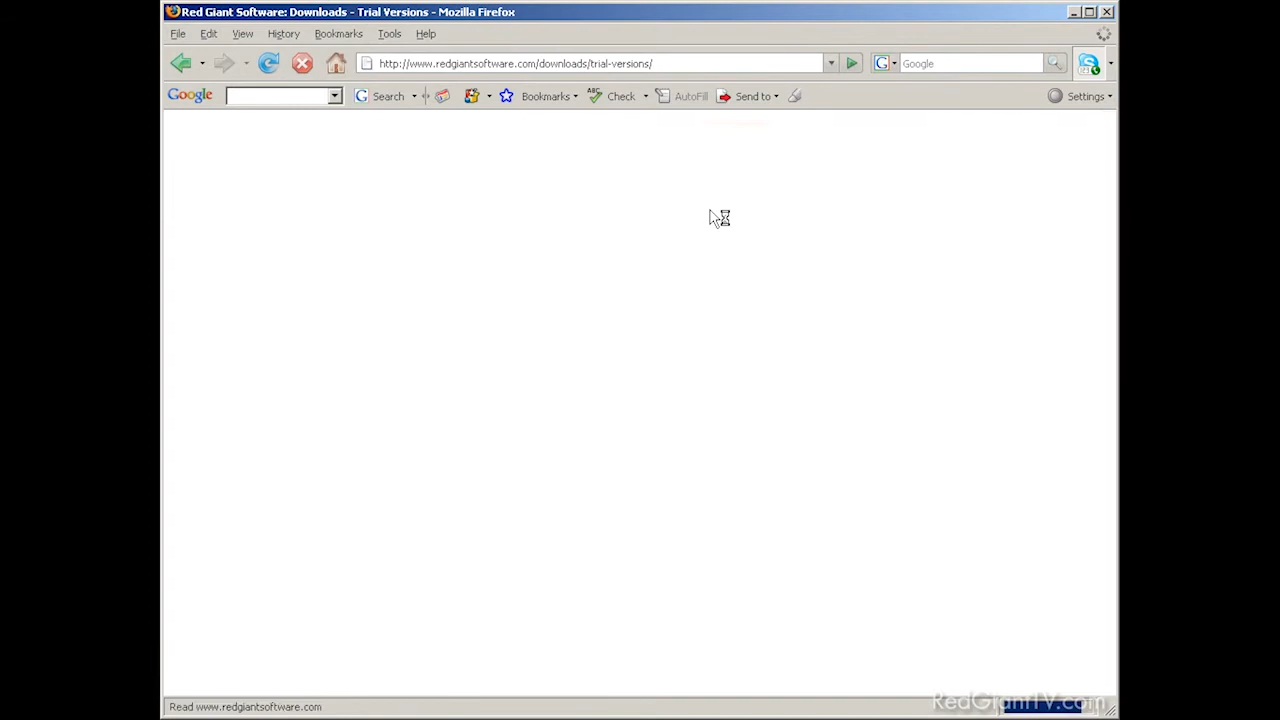 Red Giant Software: Downloads - Trial Versions - Mozilla Firefox
File Edit View History Bookmarks Tools Help
http://www.redgiantsoftware.com/downloads/trial-versions/ G Google
Google G Search Bookmarks ABC Check AutoFill Send to Settings
Read www.redgiantsoftware.com
RedGiantTV.com